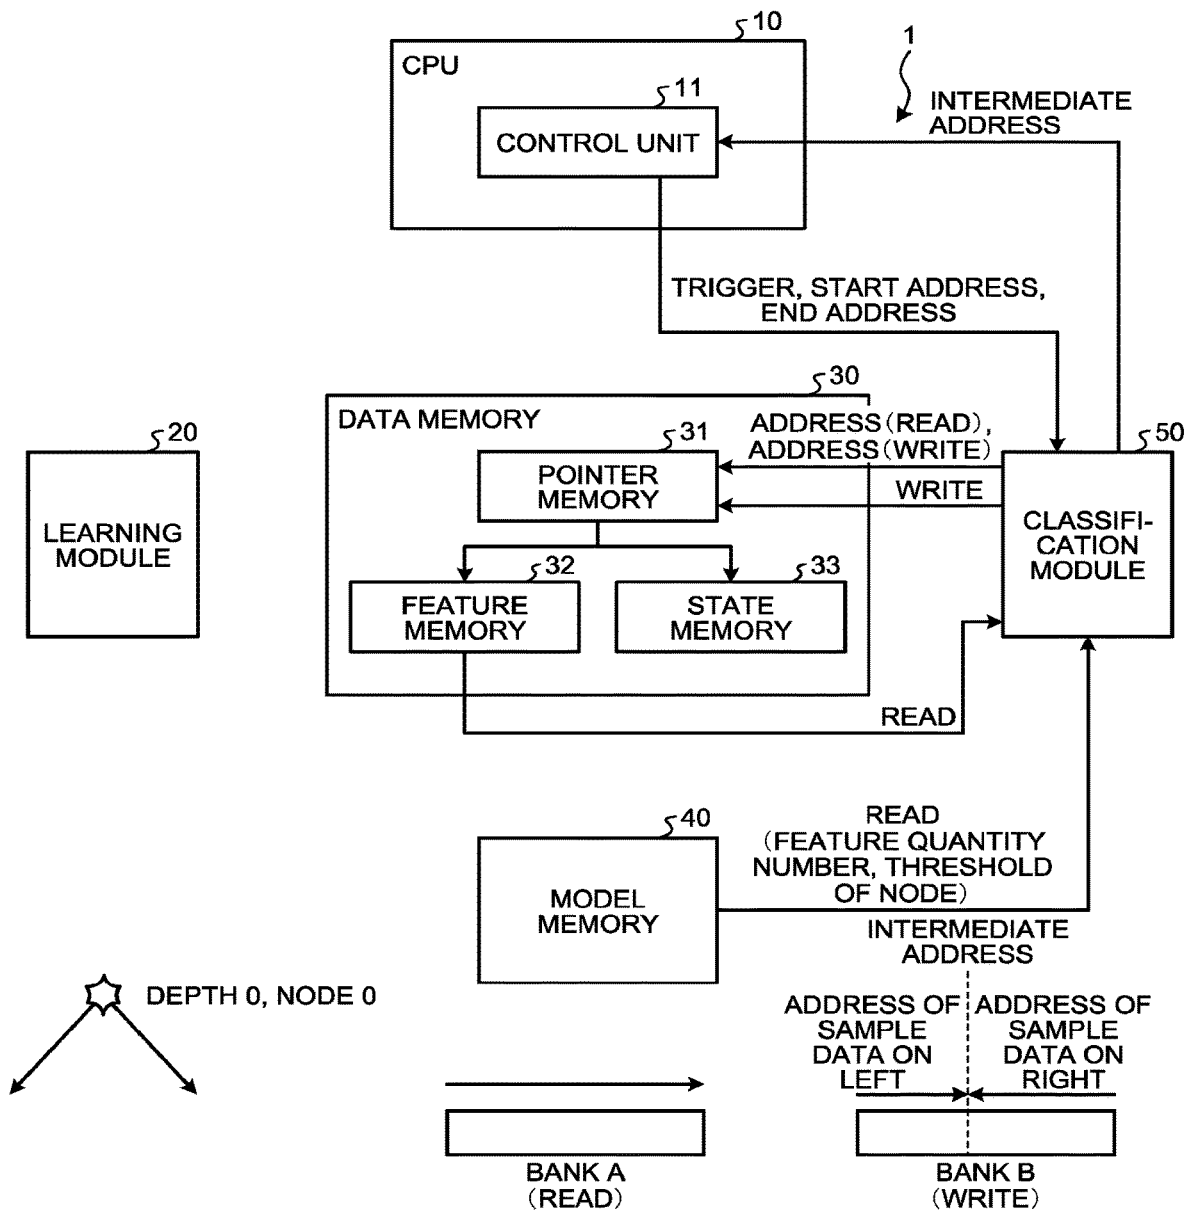 10
CPU
11
CONTROL UNIT
1
INTERMEDIATE
ADDRESS
TRIGGER, START ADDRESS,
END ADDRESS
30
DATA MEMORY
ADDRESS (READ),
ADDRESS (WRITE)
WRITE
31
POINTER
MEMORY
32
FEATURE
MEMORY
33
STATE
MEMORY
20
LEARNING
MODULE
50
CLASSIFI-
CATION
MODULE
READ
40
MODEL
MEMORY
READ
(FEATURE QUANTITY
NUMBER, THRESHOLD
OF NODE)
DEPTH 0, NODE 0
INTERMEDIATE
ADDRESS
ADDRESS OF
SAMPLE
DATA ON
LEFT
ADDRESS OF
SAMPLE
DATA ON
RIGHT
BANK A
(READ)
BANK B
(WRITE)